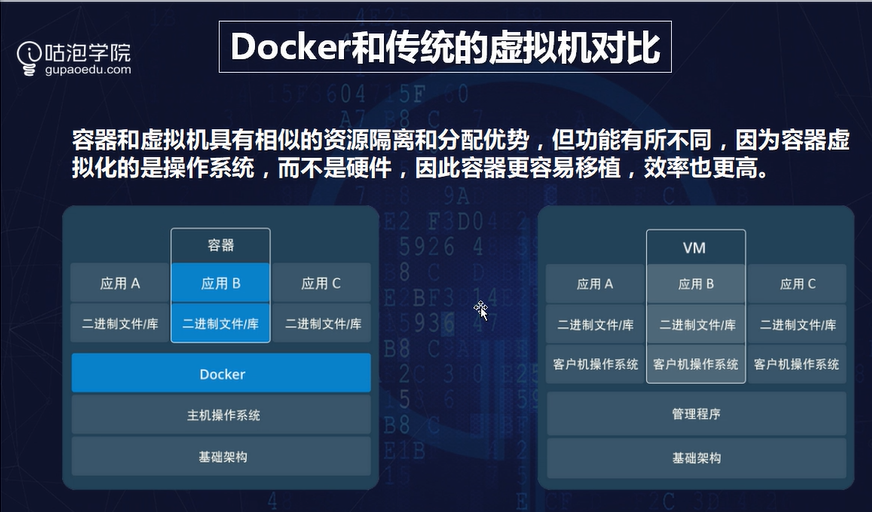 咕泡学院
gupaoedu.com
Docker和传统的虚拟机对比
容器和虚拟机具有相似的资源隔离和分配优势，但功能有所不同，因为容器虚
拟化的是操作系统，而不是硬件，因此容器更容易移植，效率也更高。
容器
应用 A 应用 B 应用 C
二进制文件/库 二进制文件/库 二进制文件/库
Docker
主机操作系统
基础架构
VM
应用 A 应用 B 应用 C
二进制文件/库 二进制文件/库 二进制文件/库
客户机操作系统 客户机操作系统 客户机操作系统
管理程序
基础架构